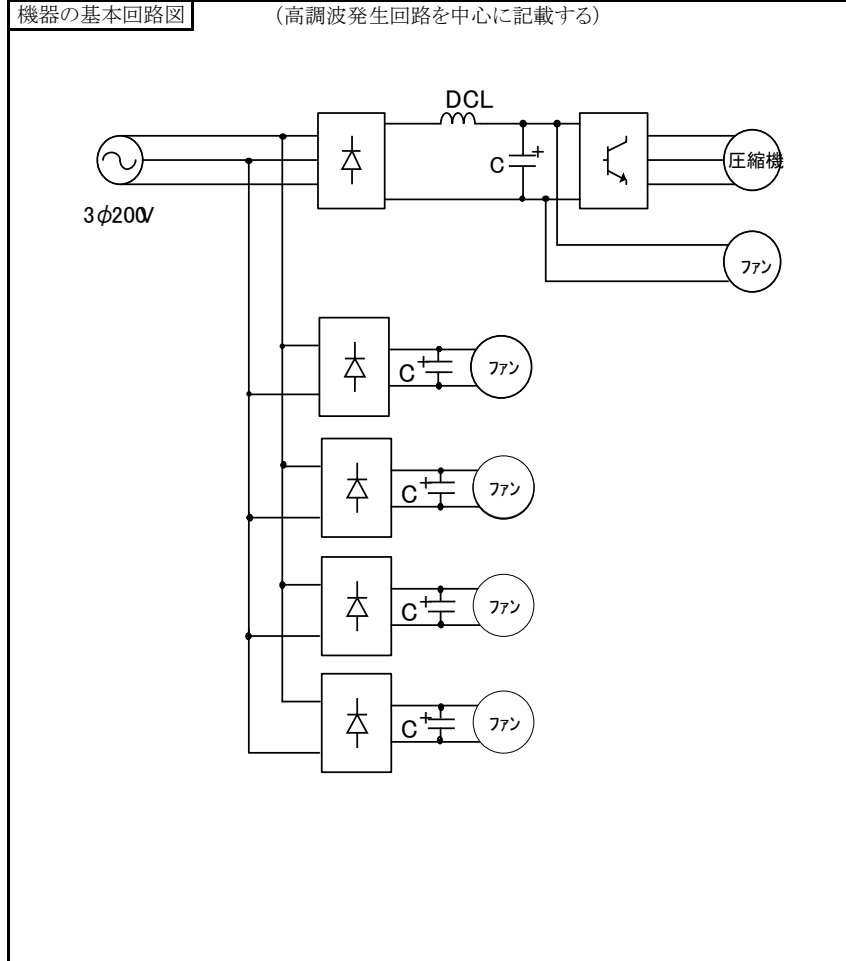 機器の基本回路図
(高調波発生回路を中心に記載する)
DCL
C
+
圧縮機
3φ200V
ファン
C
+
ファン
C
+
ファン
C
+
ファン
C
+
ファン